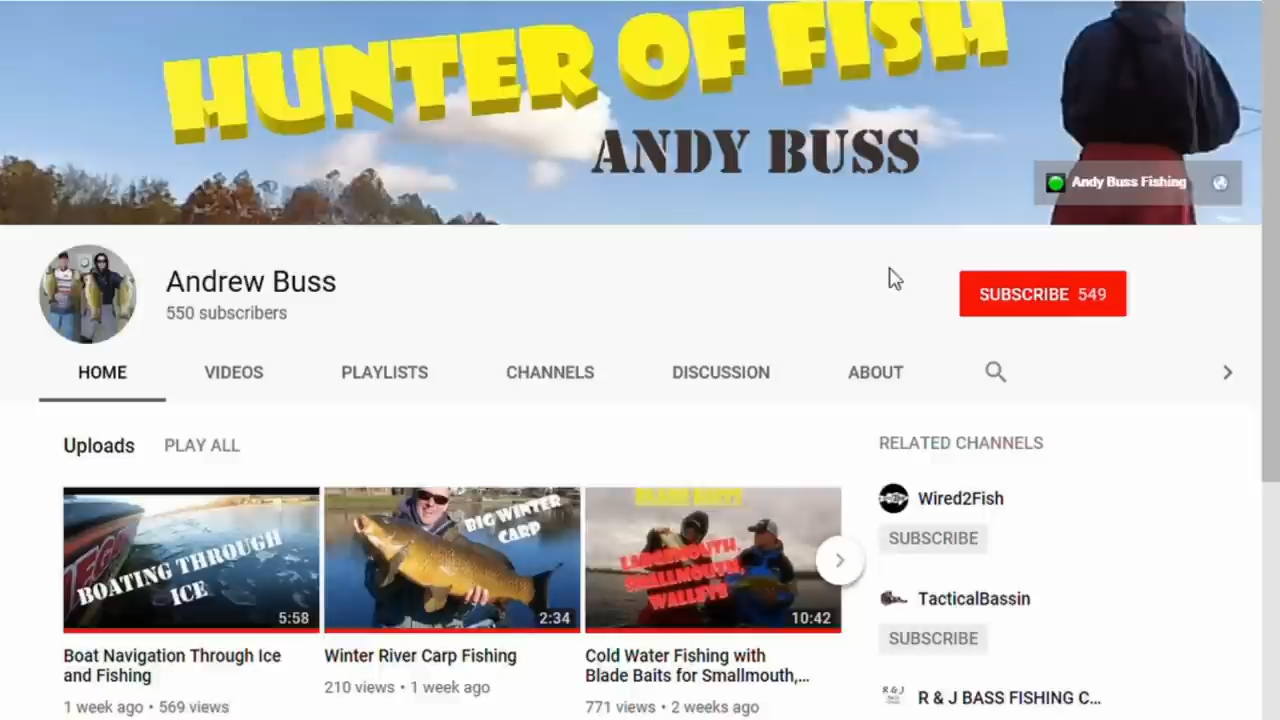 HUNTER OF FISH
ANDY BUSS
Andy Buss Fishing
Andrew Buss
550 subscribers
SUBSCRIBE 549
HOME VIDEOS PLAYLISTS CHANNELS DISCUSSION ABOUT
Uploads PLAY ALL
RELATED CHANNELS
BOATING THROUGH
ICE
5:58
BIG WINTER
CARP
2:34
LARGEMOUTH,
SMALLMOUTH,
WALLEYE
10:42
Boat Navigation Through Ice
and Fishing
1 week ago • 569 views
Winter River Carp Fishing
210 views • 1 week ago
Cold Water Fishing with
Blade Baits for Smallmouth,...
771 views • 2 weeks ago
Wired2Fish
SUBSCRIBE
TacticalBassin
SUBSCRIBE
R & J BASS FISHING C...